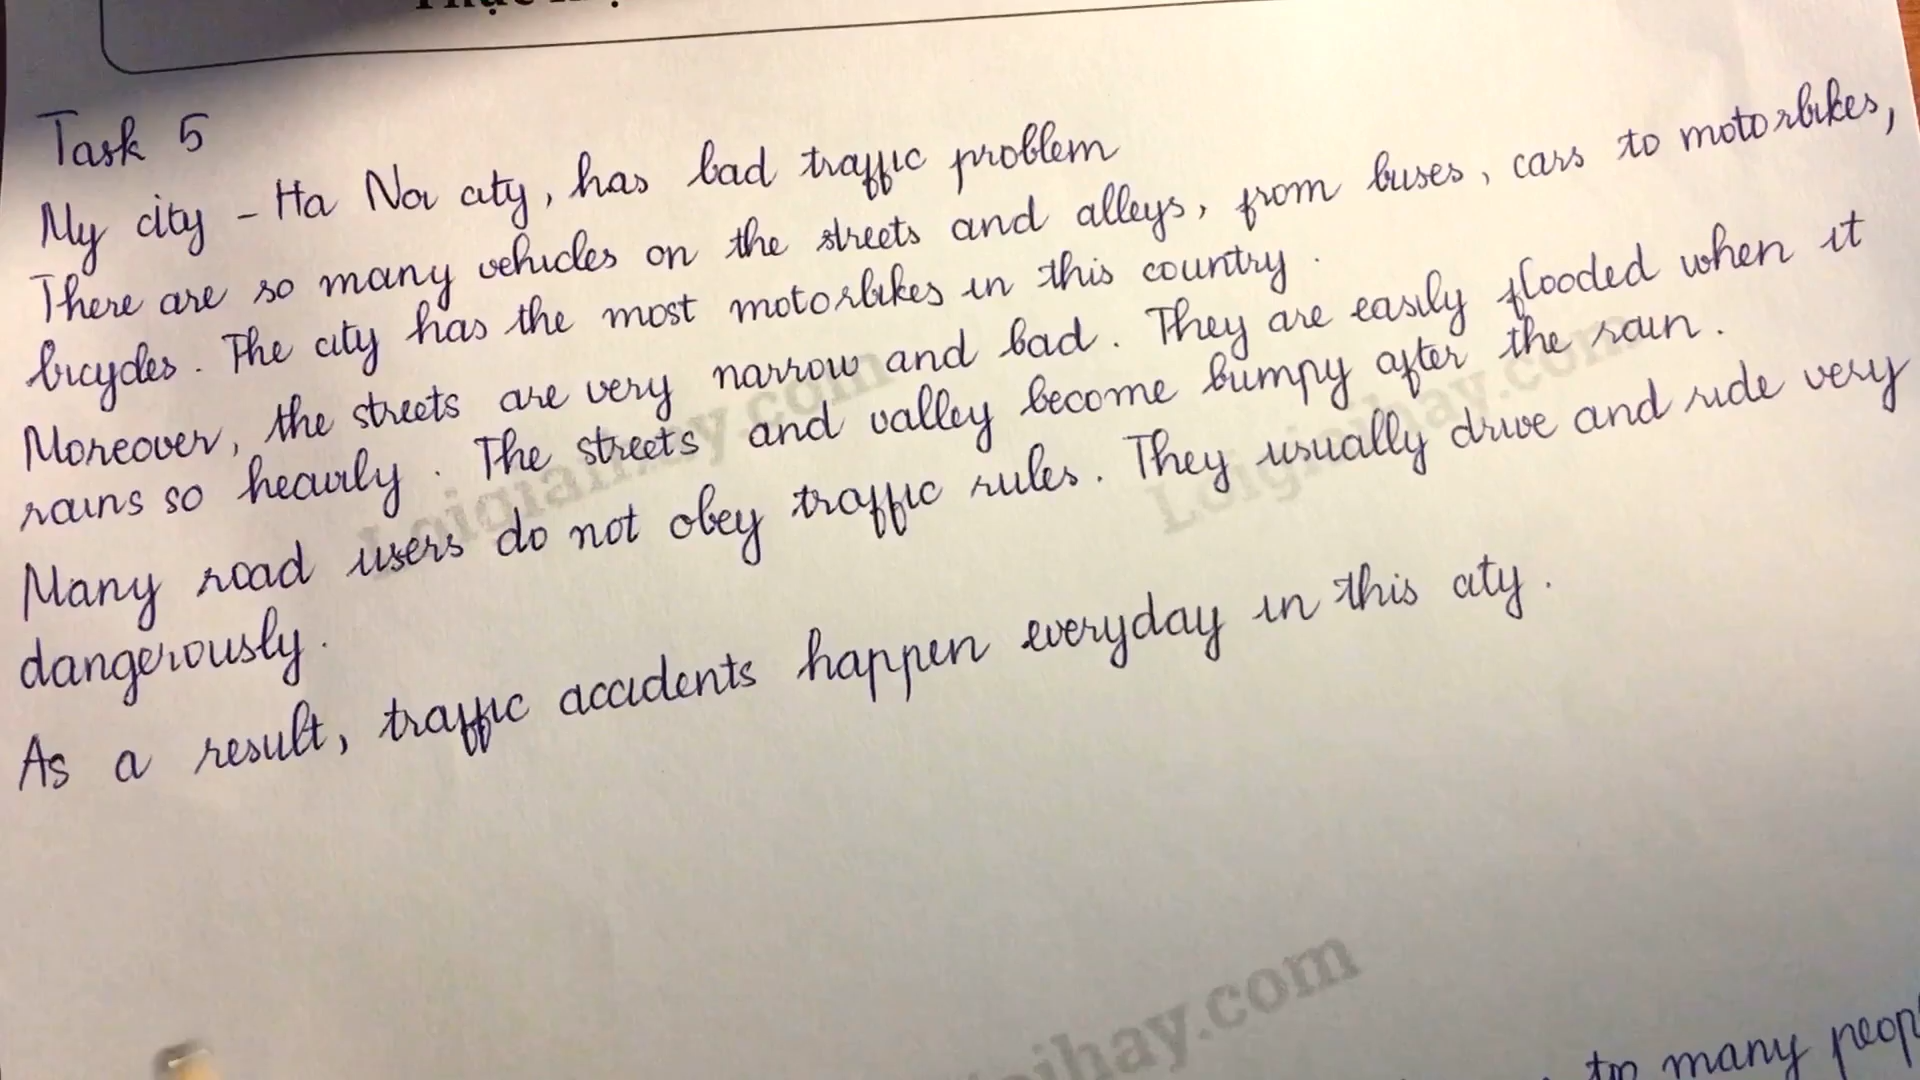 Task 5
My city - Ha Noi city, has bad traffic problem
There are so many vehicles on the streets and alleys, from buses, cars to motorbikes,
bicycles. The city has the most motorbikes in this country.
Moreover, the streets are very narrow and bad. They are easily flooded when it
rains so heavily. The streets and valley become bumpy after the rain.
Many road users do not obey traffic rules. They usually drive and ride very
dangerously.
As a result, traffic accidents happen everyday in this city.
Loigiaihay.com
Loigiaihay.com
many